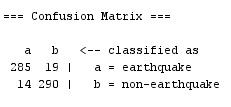 === Confusion Matrix ===
a b <-- classified as
285 19 | a = earthquake
14 290 | b = non-earthquake